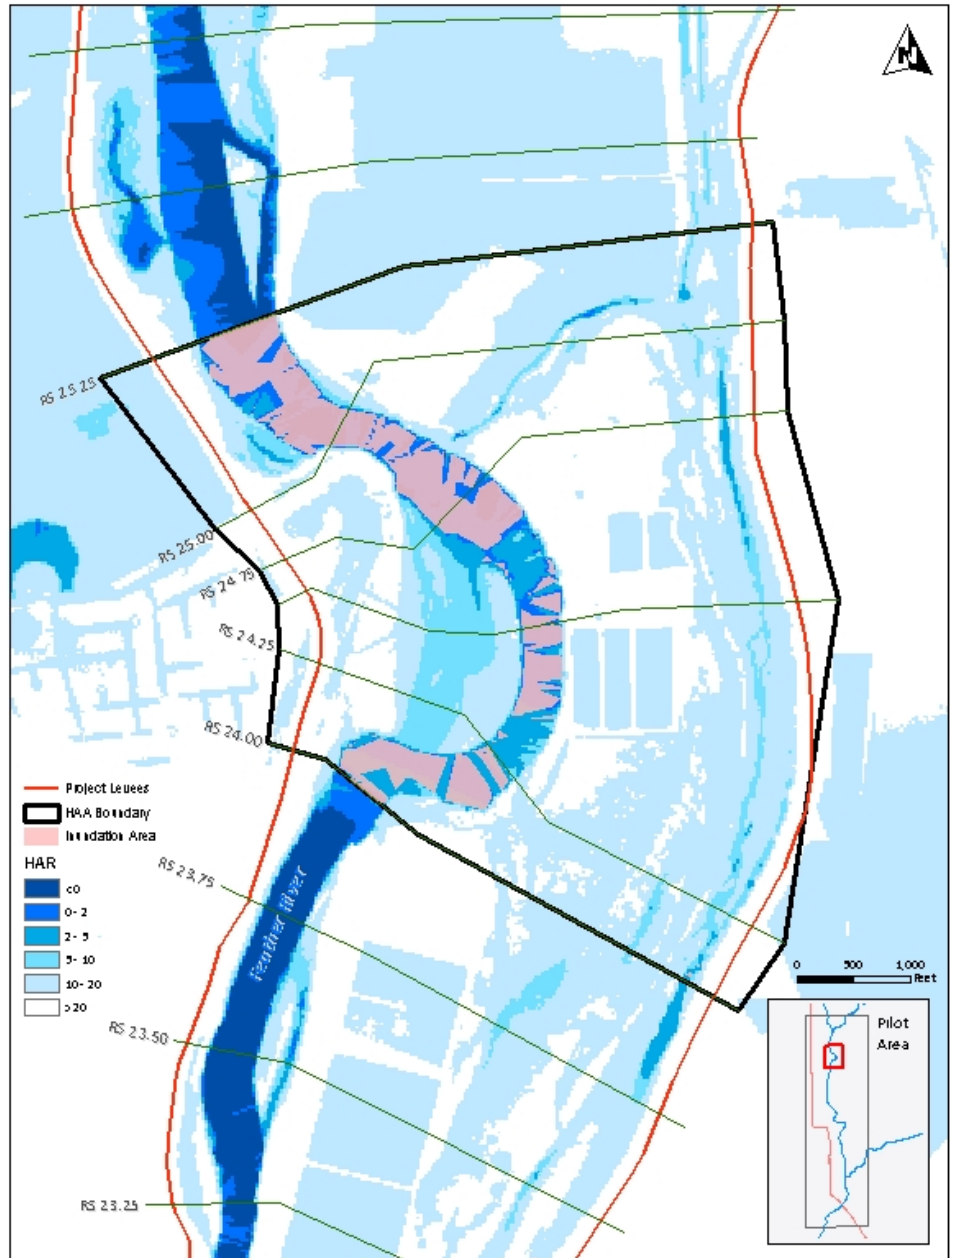 N
RS 25.25
RS 25.00
RS 24.75
RS 24.25
RS 24.00
Project Levees
HAA Boundary
Inundation Area
HAR
<0
0- 2
2- 5
5- 10
10- 20
>20
RS 23.75
Feather River
0 500 1,000
Feet
Pilot
Area
RS 23.50
RS 23.25